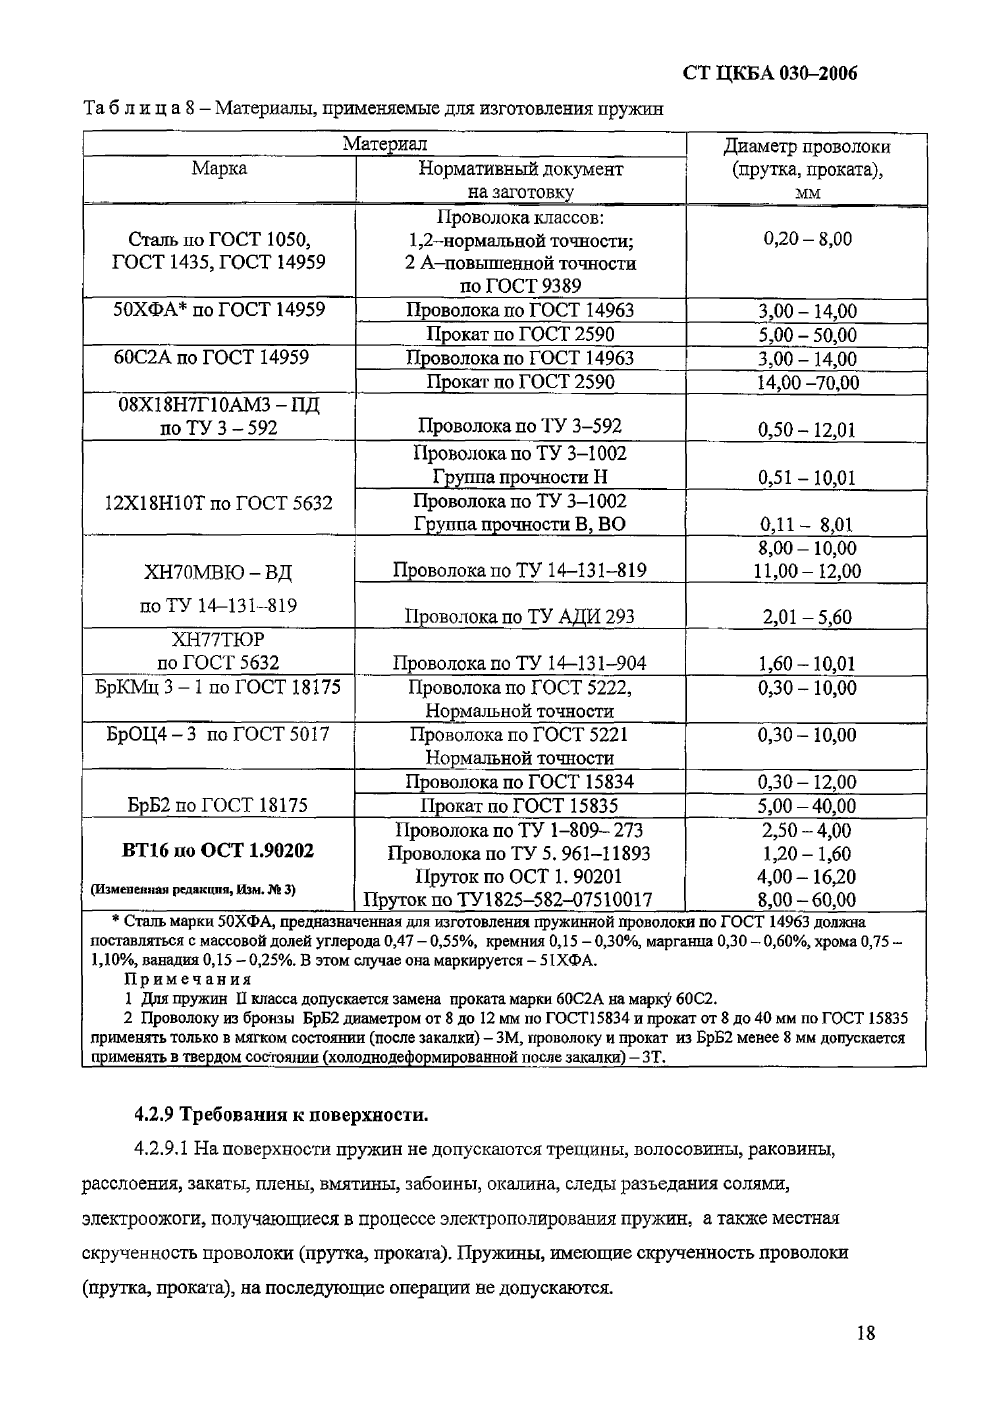 СТ ЦКБА 030–2006
Т а б л и ц а 8 – Материалы, применяемые для изготовления пружин
Материал
Диаметр проволоки
(прутка, проката),
мм
Марка
Нормативный документ
на заготовку
Сталь по ГОСТ 1050,
ГОСТ 1435, ГОСТ 14959
Проволока классов:
1,2–нормальной точности;
2 А–повышенной точности
по ГОСТ 9389
0,20 – 8,00
50ХФА* по ГОСТ 14959
Проволока по ГОСТ 14963
3,00 – 14,00
Прокат по ГОСТ 2590
5,00 – 50,00
60С2А по ГОСТ 14959
Проволока по ГОСТ 14963
3,00 – 14,00
Прокат по ГОСТ 2590
14,00 –70,00
08Х18Н7Г10АМ3 – ПД
по ТУ 3 – 592
Проволока по ТУ 3–592
0,50 – 12,01
12Х18Н10Т по ГОСТ 5632
Проволока по ТУ 3–1002
Группа прочности Н
0,51 – 10,01
Проволока по ТУ 3–1002
Группа прочности В, ВО
0,11 – 8,01
ХН70МВЮ – ВД
по ТУ 14–131–819
Проволока по ТУ 14–131–819
8,00 – 10,00
11,00 – 12,00
Проволока по ТУ АДИ 293
2,01 – 5,60
ХН77ТЮР
по ГОСТ 5632
Проволока по ТУ 14–131–904
1,60 – 10,01
БрКМц 3 – 1 по ГОСТ 18175
Проволока по ГОСТ 5222,
Нормальной точности
0,30 – 10,00
БрОЦ4 – 3 по ГОСТ 5017
Проволока по ГОСТ 5221
Нормальной точности
0,30 – 10,00
БрБ2 по ГОСТ 18175
Проволока по ГОСТ 15834
0,30 – 12,00
Прокат по ГОСТ 15835
5,00 – 40,00
ВТ16 по ОСТ 1.90202
(Измененная редакция, Изм. № 3)
Проволока по ТУ 1–809– 273
2,50 – 4,00
Проволока по ТУ 5. 961–11893
1,20 – 1,60
Пруток по ОСТ 1. 90201
4,00 – 16,20
Пруток по ТУ1825–582–07510017
8,00 – 60,00
* Сталь марки 50ХФА, предназначенная для изготовления пружинной проволоки по ГОСТ 14963 должна
поставляться с массовой долей углерода 0,47 – 0,55%, кремния 0,15 – 0,30%, марганца 0,30 – 0,60%, хрома 0,75 –
1,10%, ванадия 0,15 – 0,25%. В этом случае она маркируется – 51ХФА.
П р и м е ч а н и я
1 Для пружин II класса допускается замена проката марки 60С2А на марку 60С2.
2 Проволоку из бронзы БрБ2 диаметром от 8 до 12 мм по ГОСТ15834 и прокат от 8 до 40 мм по ГОСТ 15835
применять только в мягком состоянии (после закалки) – 3М, проволоку и прокат из БрБ2 менее 8 мм допускается
применять в твердом состоянии (холоднодеформированной после закалки) – 3Т.
4.2.9 Требования к поверхности.
4.2.9.1 На поверхности пружин не допускаются трещины, волосовины, раковины,
расслоения, закаты, плены, вмятины, забоины, окалина, следы разъедания солями,
электроожоги, получающиеся в процессе электрополирования пружин, а также местная
скрученность проволоки (прутка, проката). Пружины, имеющие скрученность проволоки
(прутка, проката), на последующие операции не допускаются.
18